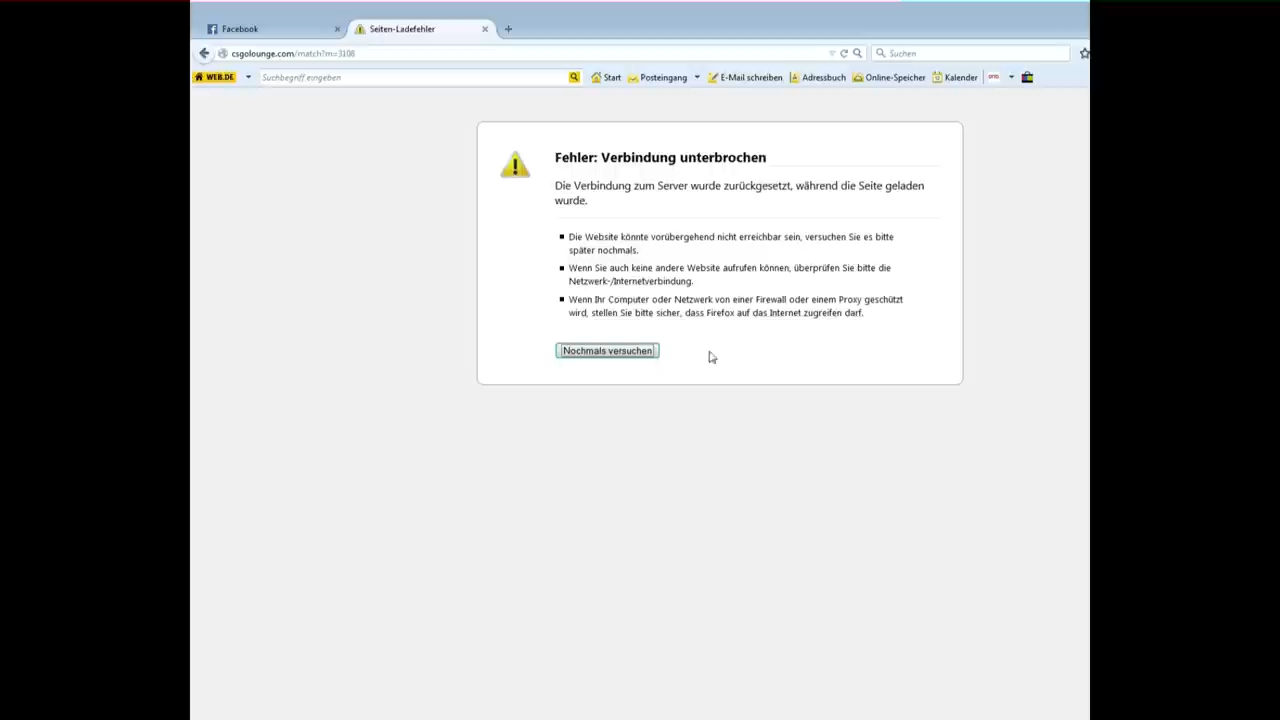 Facebook
Seiten-Ladefehler
csgolounge.com/match?m=3108
Suchen
WEB.DE
Suchbegriff eingeben
Start
Posteingang
E-Mail schreiben
Adressbuch
Online-Speicher
Kalender
Fehler: Verbindung unterbrochen
Die Verbindung zum Server wurde zurückgesetzt, während die Seite geladen
wurde.
Die Website könnte vorübergehend nicht erreichbar sein, versuchen Sie es bitte
später nochmals.
Wenn Sie auch keine andere Website aufrufen können, überprüfen Sie bitte die
Netzwerk-/Internetverbindung.
Wenn Ihr Computer oder Netzwerk von einer Firewall oder einem Proxy geschützt
wird, stellen Sie bitte sicher, dass Firefox auf das Internet zugreifen darf.
Nochmals versuchen